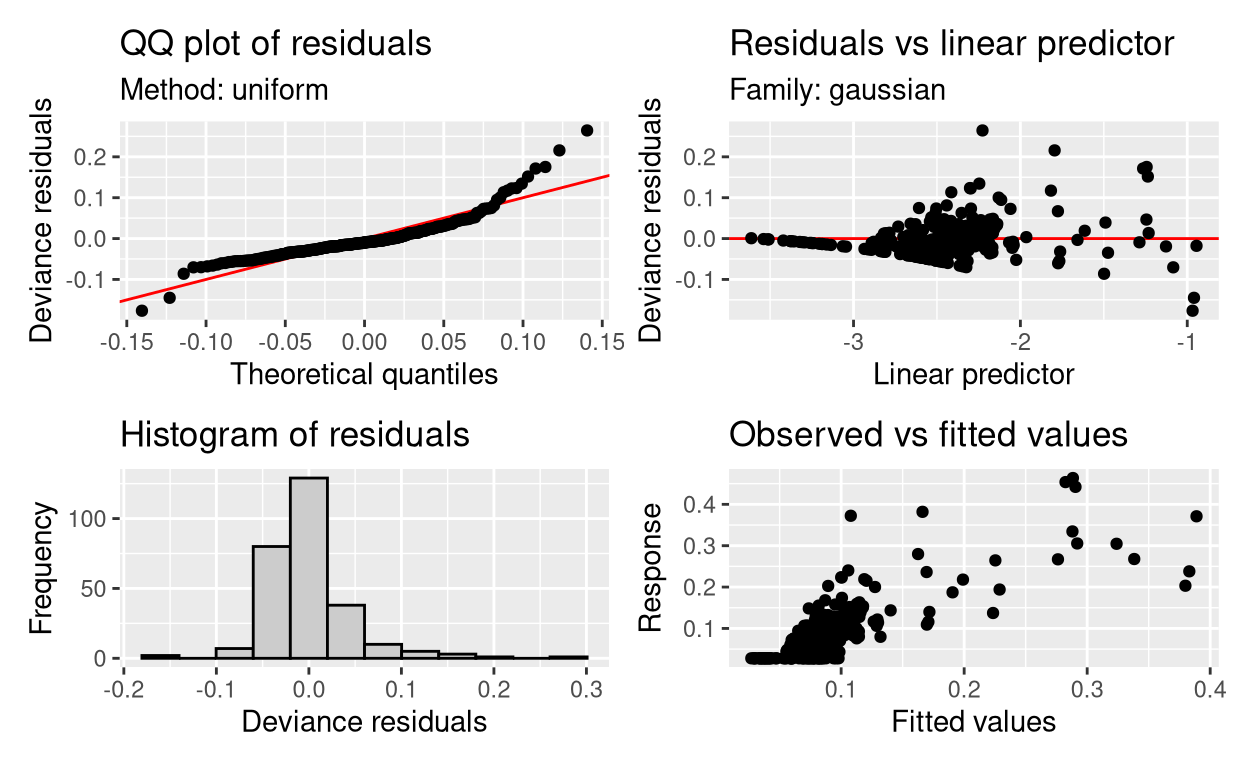 QQ plot of residuals
Method: uniform
Deviance residuals
0.2
0.1
0.0
-0.1
-0.15 -0.10 -0.05 0.00 0.05 0.10 0.15
Theoretical quantiles
Residuals vs linear predictor
Family: gaussian
Deviance residuals
0.2
0.1
0.0
-0.1
-3 -2 -1
Linear predictor
Histogram of residuals
Frequency
100
50
0
-0.2 -0.1 0.0 0.1 0.2 0.3
Deviance residuals
Observed vs fitted values
Response
0.4
0.3
0.2
0.1
0.1 0.2 0.3 0.4
Fitted values